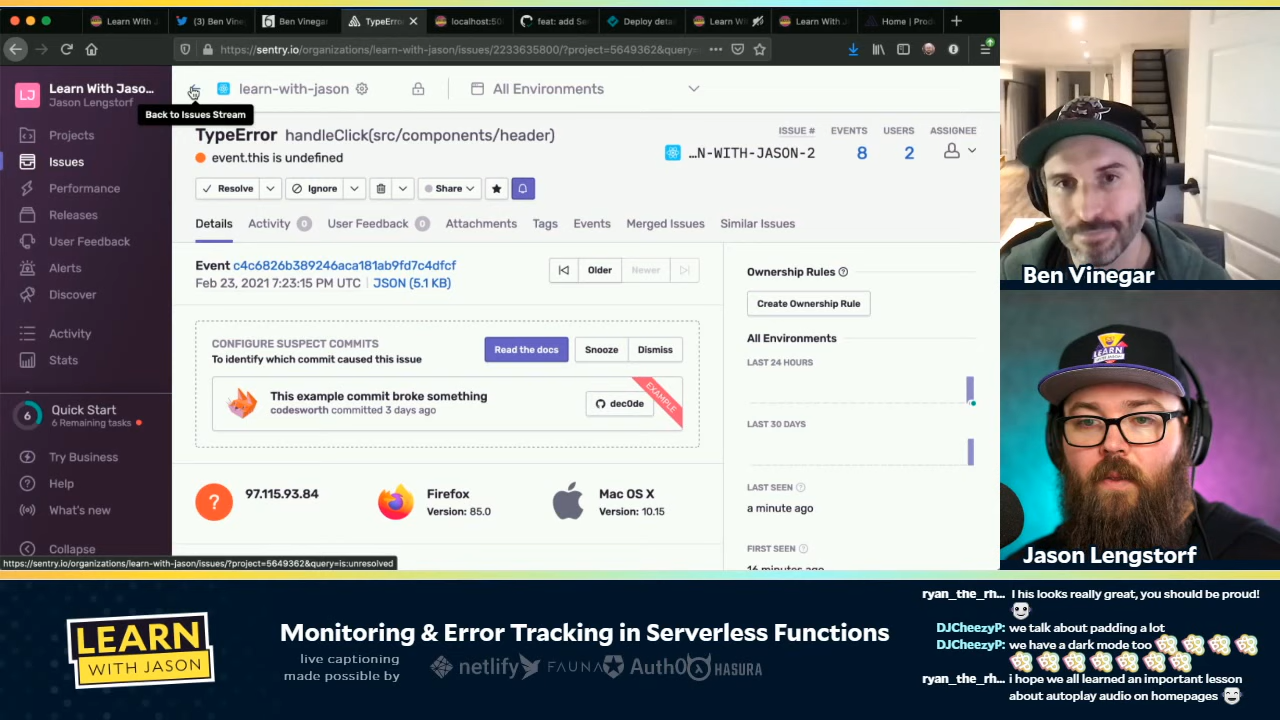 Learn With J
(3) Ben Vine
Ben Vinegar
TypeError
localhost:50
feat: add Ser
Deploy detai
Learn Wi
Learn With J
Home | Prod
https://sentry.io/organizations/learn-with-jason/issues/2233635800/?project=5649362&query=
LJ
Learn With Jaso...
Jason Lengstorf
Projects
Issues
Performance
Releases
User Feedback
Alerts
Discover
Activity
Stats
6
Quick Start
6 Remaining tasks
Try Business
Help
What's new
Collapse
learn-with-jason
All Environments
Back to Issues Stream
TypeError handleClick(src/components/header)
event.this is undefined
ISSUE # EVENTS USERS ASSIGNEE
...N-WITH-JASON-2 8 2
Resolve Ignore Share
Details Activity 0 User Feedback 0 Attachments Tags Events Merged Issues Similar Issues
Event c4c6826b389246aca181ab9fd7c4dfcf
Feb 23, 2021 7:23:15 PM UTC | JSON (5.1 KB)
Older Newer
CONFIGURE SUSPECT COMMITS
To identify which commit caused this issue
Read the docs Snooze Dismiss
This example commit broke something
codesworth committed 3 days ago
dec0de
EXAMPLE
? 97.115.93.84
Firefox
Version: 85.0
Mac OS X
Version: 10.15
Ownership Rules ?
Create Ownership Rule
All Environments
LAST 24 HOURS
LAST 30 DAYS
LAST SEEN ?
a minute ago
FIRST SEEN ?
16 minutes ago
https://sentry.io/organizations/learn-with-jason/issues/?project=5649362&query=is:unresolved
Ben Vinegar
LEARN
Jason Lengstorf
LEARN
WITH JASON
Monitoring & Error Tracking in Serverless Functions
live captioning
made possible by
netlify FAUNA Auth0 HASURA
ryan_the_rh... This looks really great, you should be proud!
DJCheezyP: we talk about padding a lot
DJCheezyP: we have a dark mode too
ryan_the_rh... i hope we all learned an important lesson
about autoplay audio on homepages